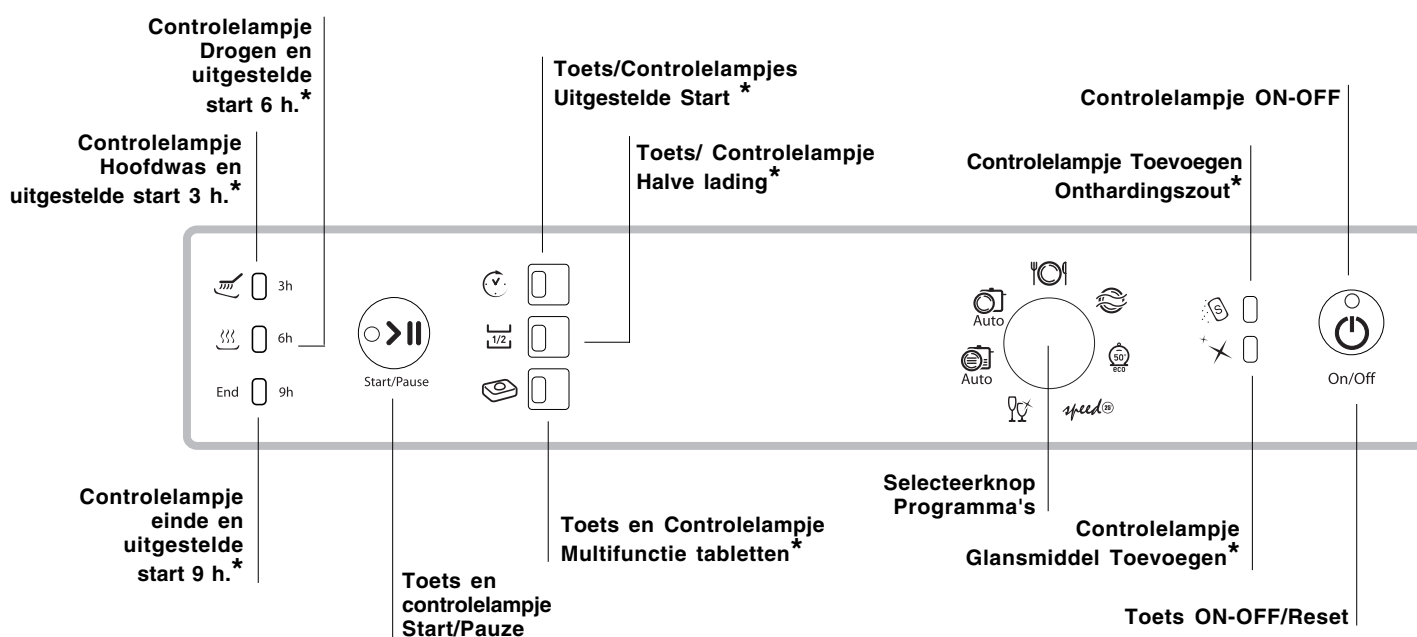 Controlelampje
Drogen en
uitgestelde
start 6 h.*
Controlelampje
Hoofdwas en
uitgestelde start 3 h.*
Toets/Controlelampjes
Uitgestelde Start *
Toets/ Controlelampje
Halve lading*
Controlelampje ON-OFF
Controlelampje Toevoegen
Onthardingszout*
3h
6h
End 9h
Start/Pause
1/2
Auto
Auto
50°
eco
speed 20
S
On/Off
Controlelampje
einde en
uitgestelde
start 9 h.*
Toets en
controlelampje
Start/Pauze
Toets en Controlelampje
Multifunctie tabletten*
Selecteerknop
Programma's
Controlelampje
Glansmiddel Toevoegen*
Toets ON-OFF/Reset